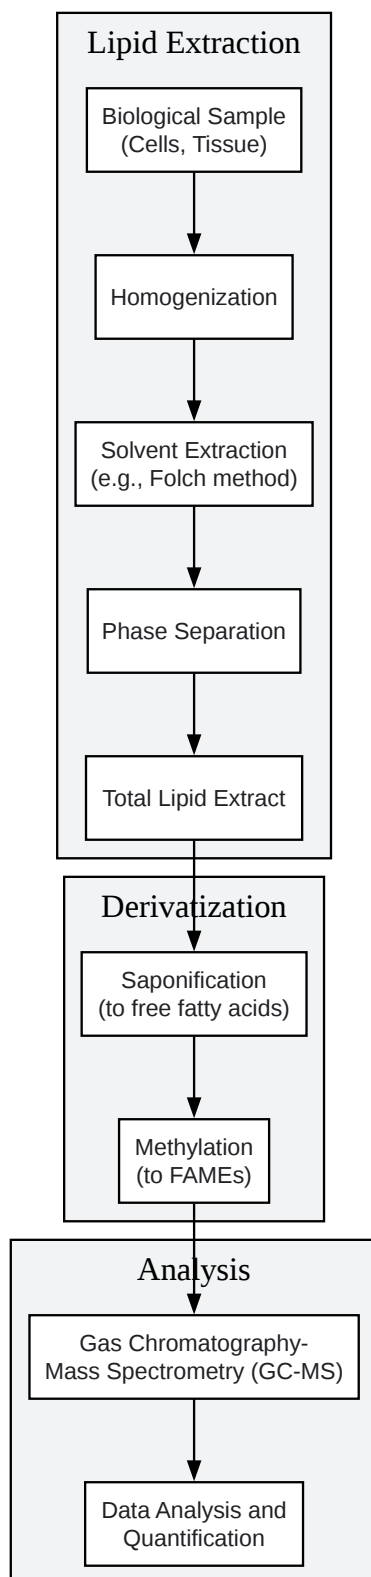 Lipid Extraction
Biological Sample
(Cells, Tissue)
Homogenization
Solvent Extraction
(e.g., Folch method)
Phase Separation
Total Lipid Extract
Derivatization
Saponification
(to free fatty acids)
Methylation
(to FAMEs)
Analysis
Gas Chromatography-
Mass Spectrometry (GC-MS)
Data Analysis and
Quantification